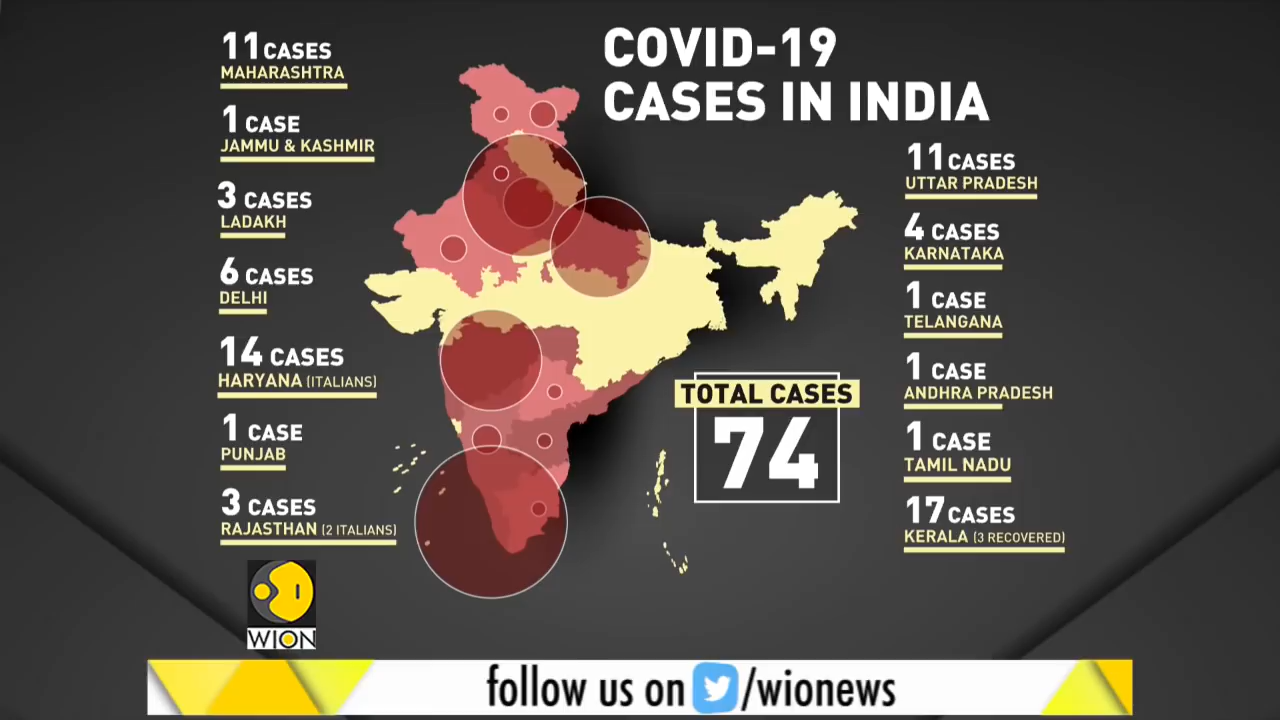 COVID-19
CASES IN INDIA
11 CASES
MAHARASHTRA
1 CASE
JAMMU & KASHMIR
3 CASES
LADAKH
6 CASES
DELHI
14 CASES
HARYANA (ITALIANS)
1 CASE
PUNJAB
3 CASES
RAJASTHAN (2 ITALIANS)
11 CASES
UTTAR PRADESH
4 CASES
KARNATAKA
1 CASE
TELANGANA
1 CASE
ANDHRA PRADESH
1 CASE
TAMIL NADU
17 CASES
KERALA (3 RECOVERED)
TOTAL CASES
74
WION
follow us on /wionews